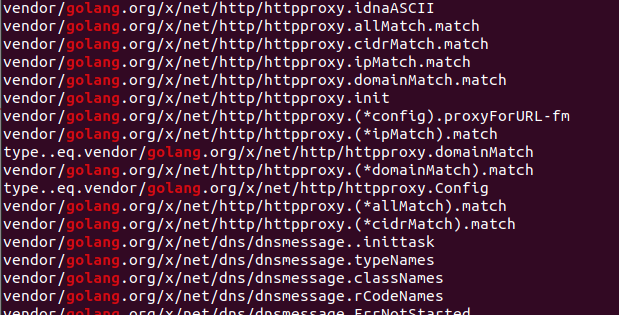 vendor/golang.org/x/net/http/httpproxy.idnaASCII
vendor/golang.org/x/net/http/httpproxy.allMatch.match
vendor/golang.org/x/net/http/httpproxy.cidrMatch.match
vendor/golang.org/x/net/http/httpproxy.ipMatch.match
vendor/golang.org/x/net/http/httpproxy.domainMatch.match
vendor/golang.org/x/net/http/httpproxy.init
vendor/golang.org/x/net/http/httpproxy.(*config).proxyForURL-fm
vendor/golang.org/x/net/http/httpproxy.(*ipMatch).match
type..eq.vendor/golang.org/x/net/http/httpproxy.domainMatch
vendor/golang.org/x/net/http/httpproxy.(*domainMatch).match
type..eq.vendor/golang.org/x/net/http/httpproxy.Config
vendor/golang.org/x/net/http/httpproxy.(*allMatch).match
vendor/golang.org/x/net/http/httpproxy.(*cidrMatch).match
vendor/golang.org/x/net/dns/dnsmessage..inittask
vendor/golang.org/x/net/dns/dnsmessage.typeNames
vendor/golang.org/x/net/dns/dnsmessage.classNames
vendor/golang.org/x/net/dns/dnsmessage.rCodeNames
vendor/golang.org/x/net/dns/dnsmessage.ErrNotStarted